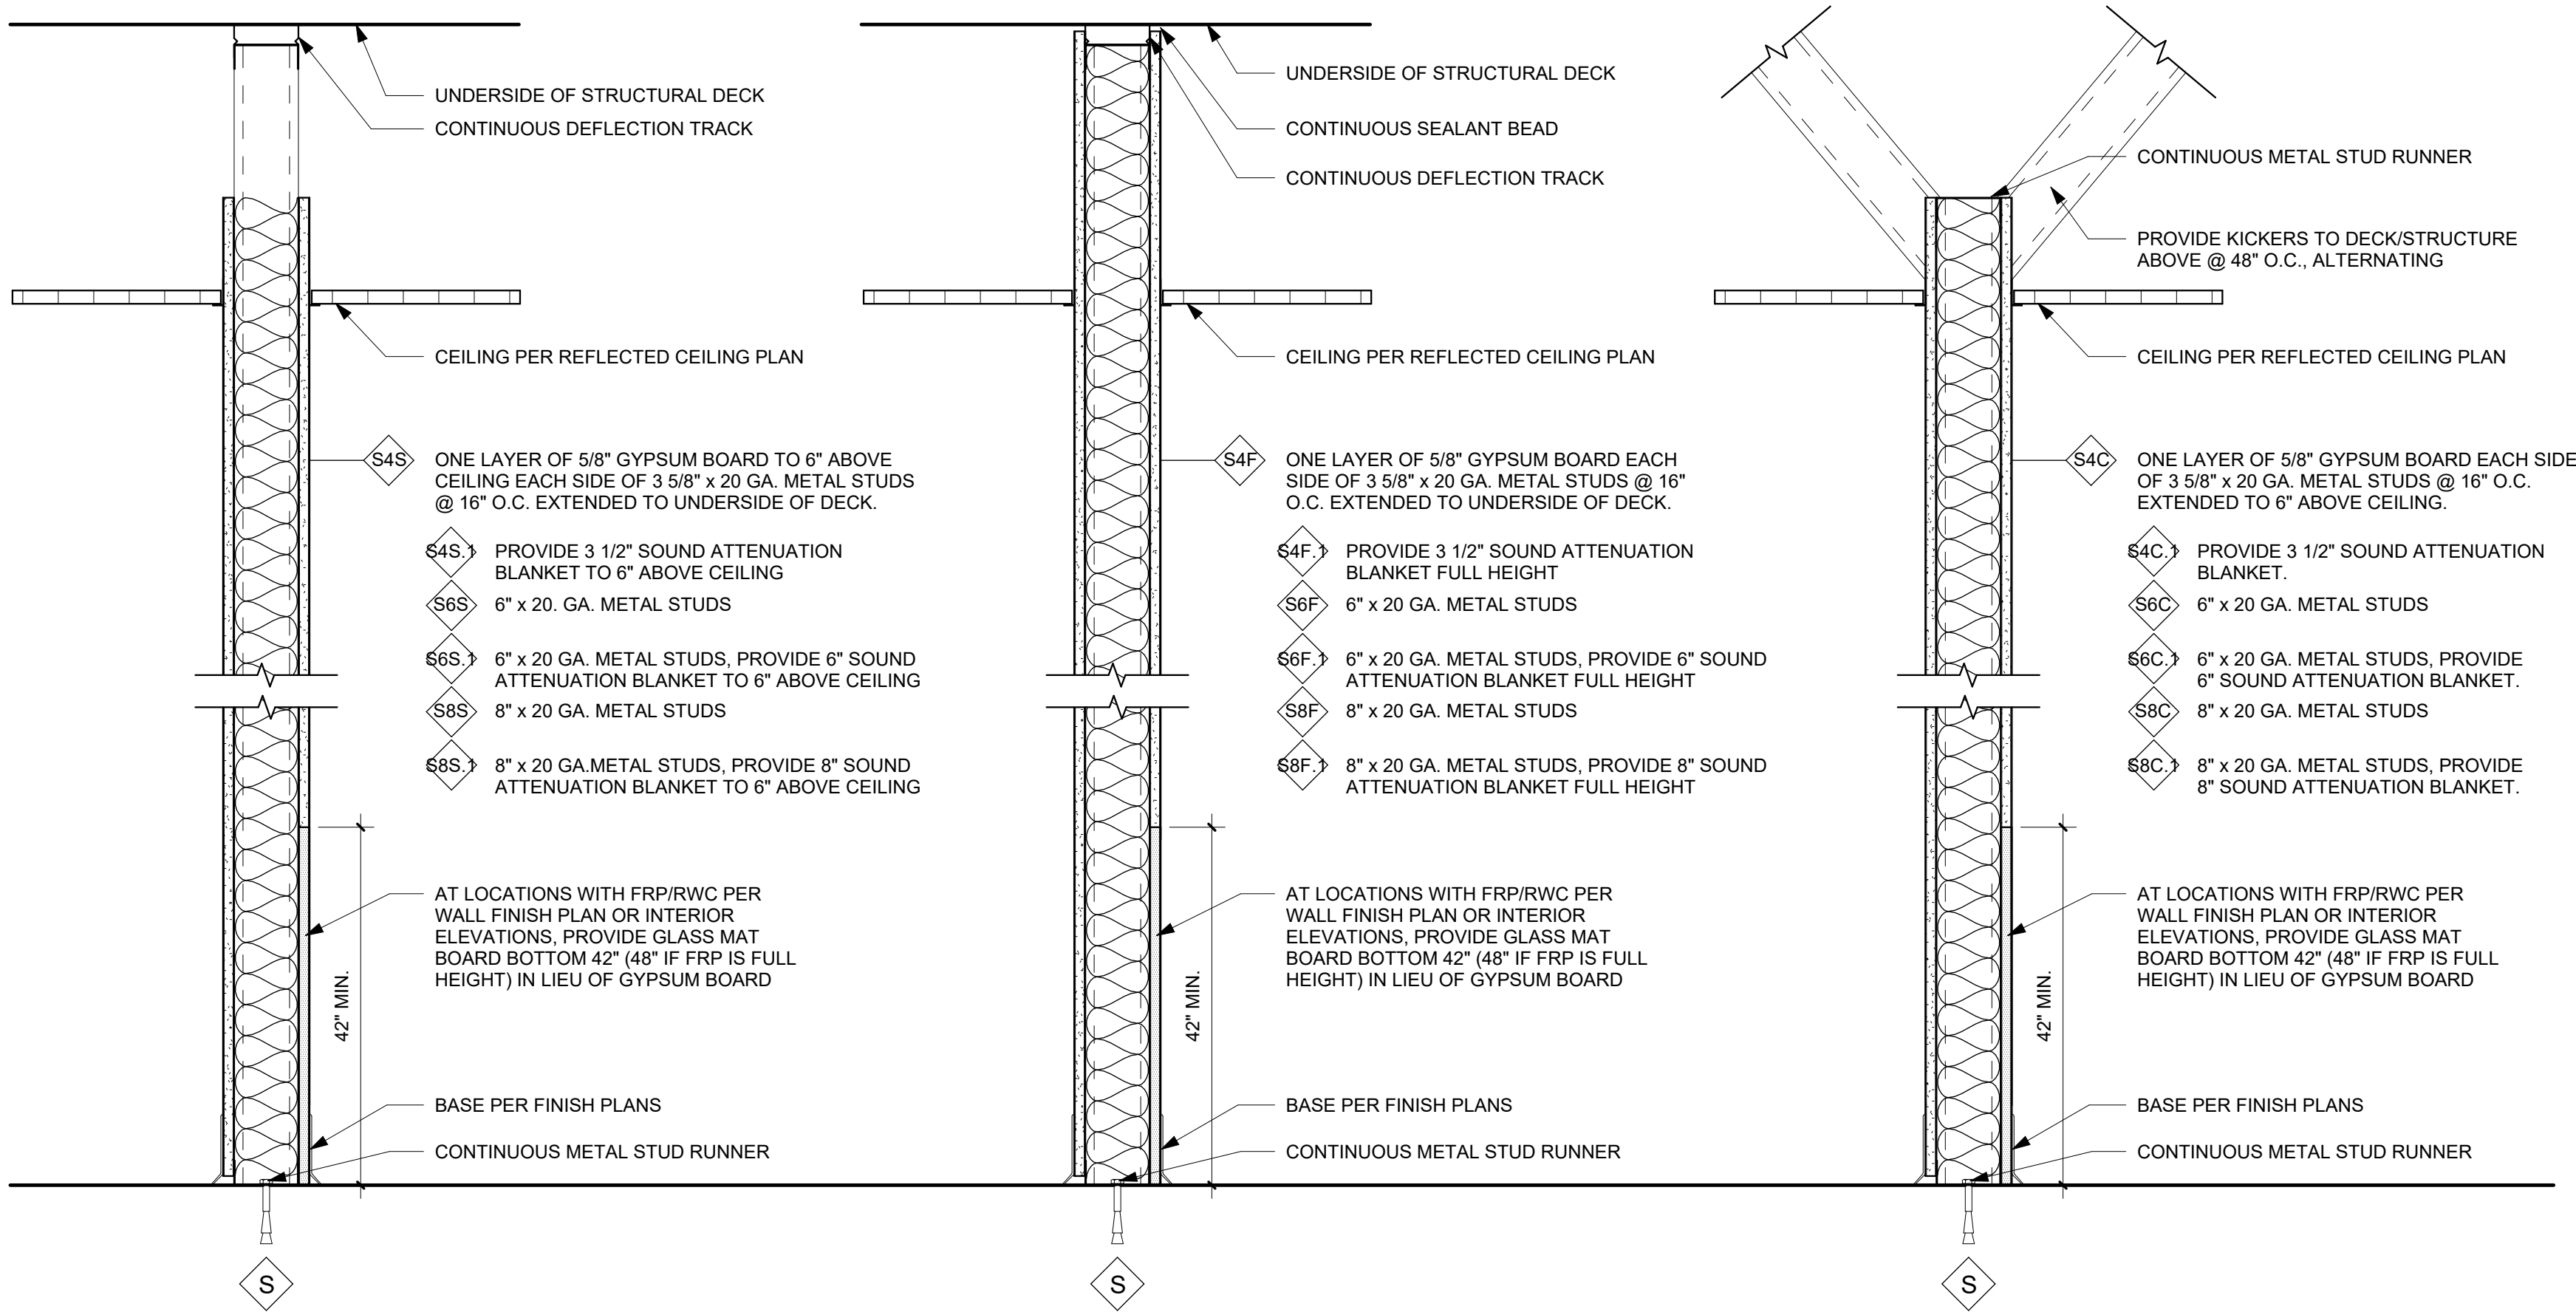 UNDERSIDE OF STRUCTURAL DECK
CONTINUOUS DEFLECTION TRACK
CEILING PER REFLECTED CEILING PLAN
S4S
ONE LAYER OF 5/8" GYPSUM BOARD TO 6" ABOVE
CEILING EACH SIDE OF 3 5/8" x 20 GA. METAL STUDS
@ 16" O.C. EXTENDED TO UNDERSIDE OF DECK.
S4S.1
PROVIDE 3 1/2" SOUND ATTENUATION
BLANKET TO 6" ABOVE CEILING
S6S
6" x 20. GA. METAL STUDS
S6S.1
6" x 20 GA. METAL STUDS, PROVIDE 6" SOUND
ATTENUATION BLANKET TO 6" ABOVE CEILING
S8S
8" x 20 GA. METAL STUDS
S8S.1
8" x 20 GA.METAL STUDS, PROVIDE 8" SOUND
ATTENUATION BLANKET TO 6" ABOVE CEILING
AT LOCATIONS WITH FRP/RWC PER
WALL FINISH PLAN OR INTERIOR
ELEVATIONS, PROVIDE GLASS MAT
BOARD BOTTOM 42" (48" IF FRP IS FULL
HEIGHT) IN LIEU OF GYPSUM BOARD
42" MIN.
BASE PER FINISH PLANS
CONTINUOUS METAL STUD RUNNER
S
UNDERSIDE OF STRUCTURAL DECK
CONTINUOUS SEALANT BEAD
CONTINUOUS DEFLECTION TRACK
CEILING PER REFLECTED CEILING PLAN
S4F
ONE LAYER OF 5/8" GYPSUM BOARD EACH
SIDE OF 3 5/8" x 20 GA. METAL STUDS @ 16"
O.C. EXTENDED TO UNDERSIDE OF DECK.
S4F.1
PROVIDE 3 1/2" SOUND ATTENUATION
BLANKET FULL HEIGHT
S6F
6" x 20 GA. METAL STUDS
S6F.1
6" x 20 GA. METAL STUDS, PROVIDE 6" SOUND
ATTENUATION BLANKET FULL HEIGHT
S8F
8" x 20 GA. METAL STUDS
S8F.1
8" x 20 GA. METAL STUDS, PROVIDE 8" SOUND
ATTENUATION BLANKET FULL HEIGHT
AT LOCATIONS WITH FRP/RWC PER
WALL FINISH PLAN OR INTERIOR
ELEVATIONS, PROVIDE GLASS MAT
BOARD BOTTOM 42" (48" IF FRP IS FULL
HEIGHT) IN LIEU OF GYPSUM BOARD
42" MIN.
BASE PER FINISH PLANS
CONTINUOUS METAL STUD RUNNER
S
CONTINUOUS METAL STUD RUNNER
PROVIDE KICKERS TO DECK/STRUCTURE
ABOVE @ 48" O.C., ALTERNATING
CEILING PER REFLECTED CEILING PLAN
S4C
ONE LAYER OF 5/8" GYPSUM BOARD EACH SIDE
OF 3 5/8" x 20 GA. METAL STUDS @ 16" O.C.
EXTENDED TO 6" ABOVE CEILING.
S4C.1
PROVIDE 3 1/2" SOUND ATTENUATION
BLANKET.
S6C
6" x 20 GA. METAL STUDS
S6C.1
6" x 20 GA. METAL STUDS, PROVIDE
6" SOUND ATTENUATION BLANKET.
S8C
8" x 20 GA. METAL STUDS
S8C.1
8" x 20 GA. METAL STUDS, PROVIDE
8" SOUND ATTENUATION BLANKET.
AT LOCATIONS WITH FRP/RWC PER
WALL FINISH PLAN OR INTERIOR
ELEVATIONS, PROVIDE GLASS MAT
BOARD BOTTOM 42" (48" IF FRP IS FULL
HEIGHT) IN LIEU OF GYPSUM BOARD
42" MIN.
BASE PER FINISH PLANS
CONTINUOUS METAL STUD RUNNER
S